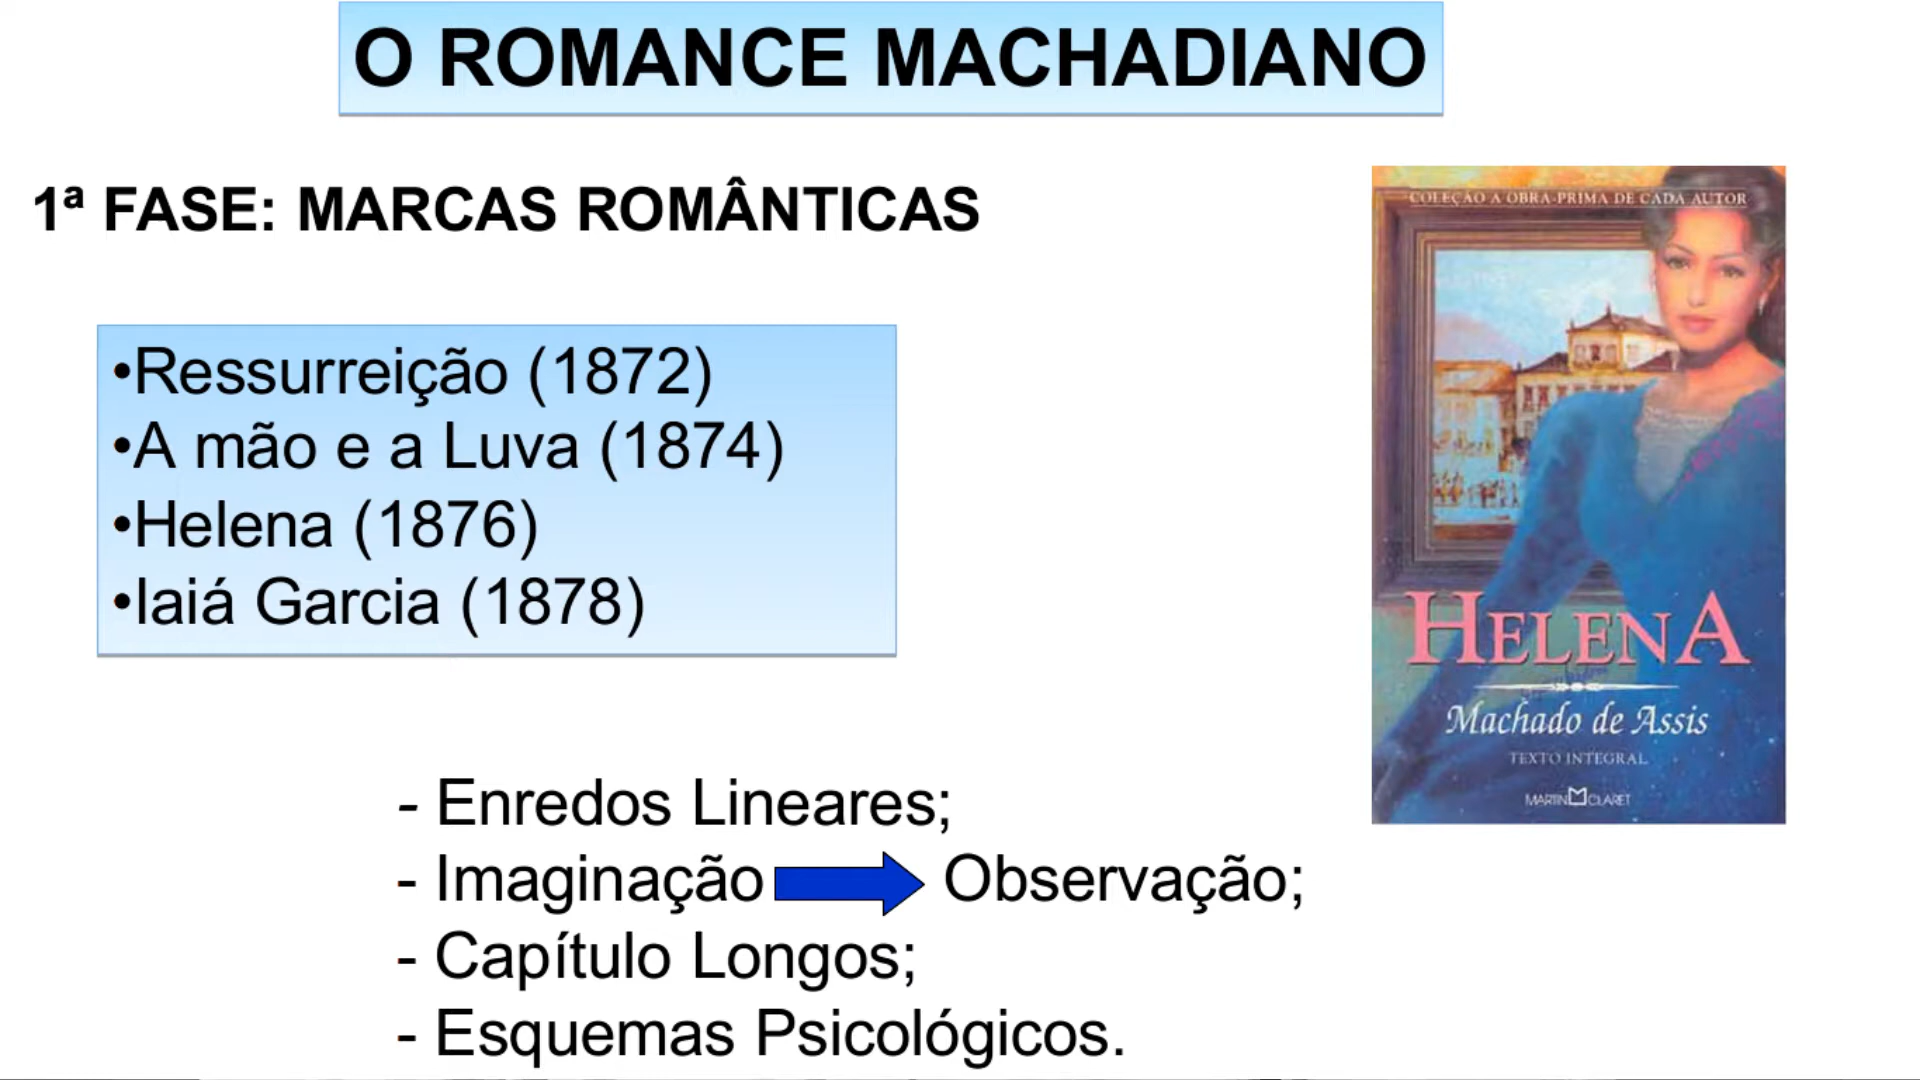 O ROMANCE MACHADIANO
1ª FASE: MARCAS ROMÂNTICAS
•Ressurreição (1872)
•A mão e a Luva (1874)
•Helena (1876)
•Iaiá Garcia (1878)
COLEÇÃO A OBRA-PRIMA DE CADA AUTOR
HELENA
Machado de Assis
TEXTO INTEGRAL
MARTIN CLARET
- Enredos Lineares;
- Imaginação Observação;
- Capítulo Longos;
- Esquemas Psicológicos.